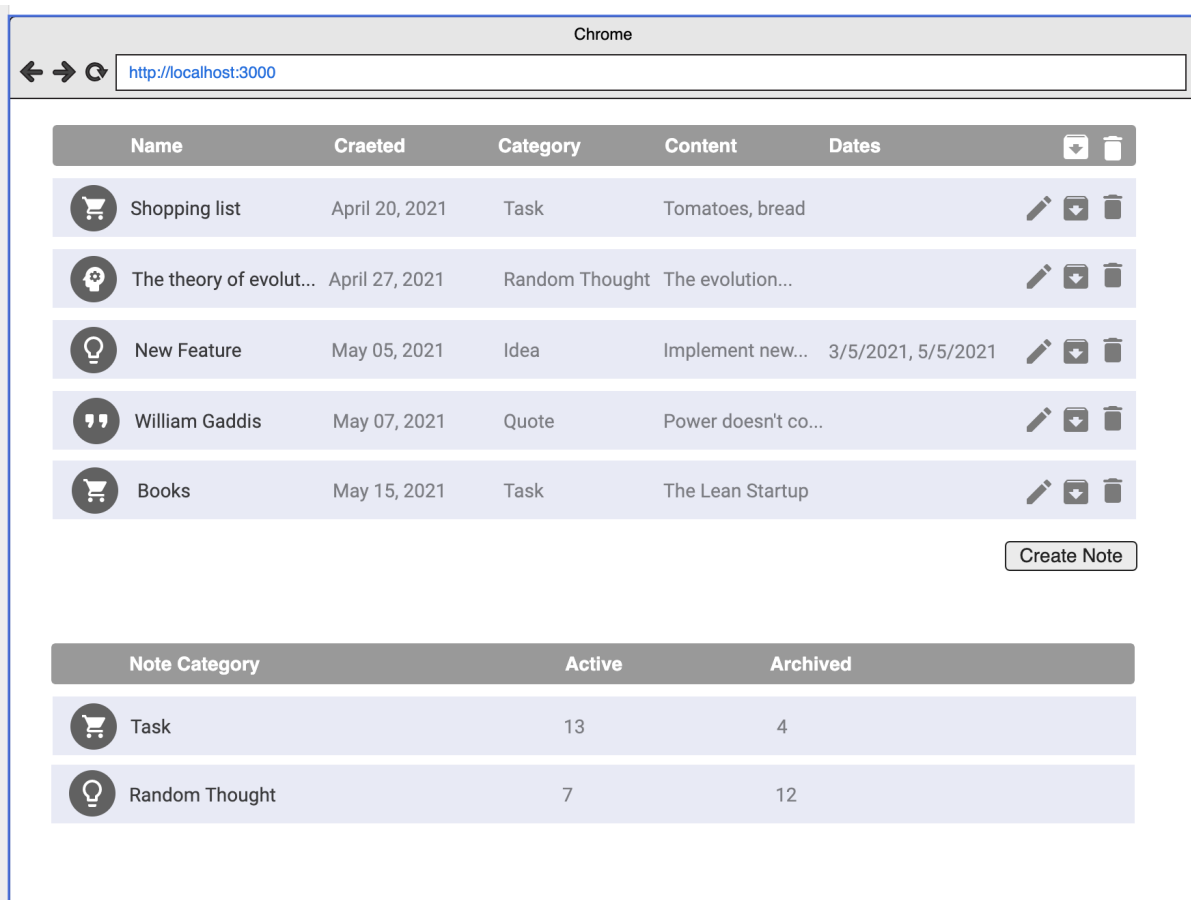 Chrome
http://localhost:3000
Name Craeted Category Content Dates
Shopping list April 20, 2021 Task Tomatoes, bread
The theory of evolut... April 27, 2021 Random Thought The evolution...
New Feature May 05, 2021 Idea Implement new... 3/5/2021, 5/5/2021
William Gaddis May 07, 2021 Quote Power doesn't co...
Books May 15, 2021 Task The Lean Startup
Create Note
Note Category Active Archived
Task 13 4
Random Thought 7 12